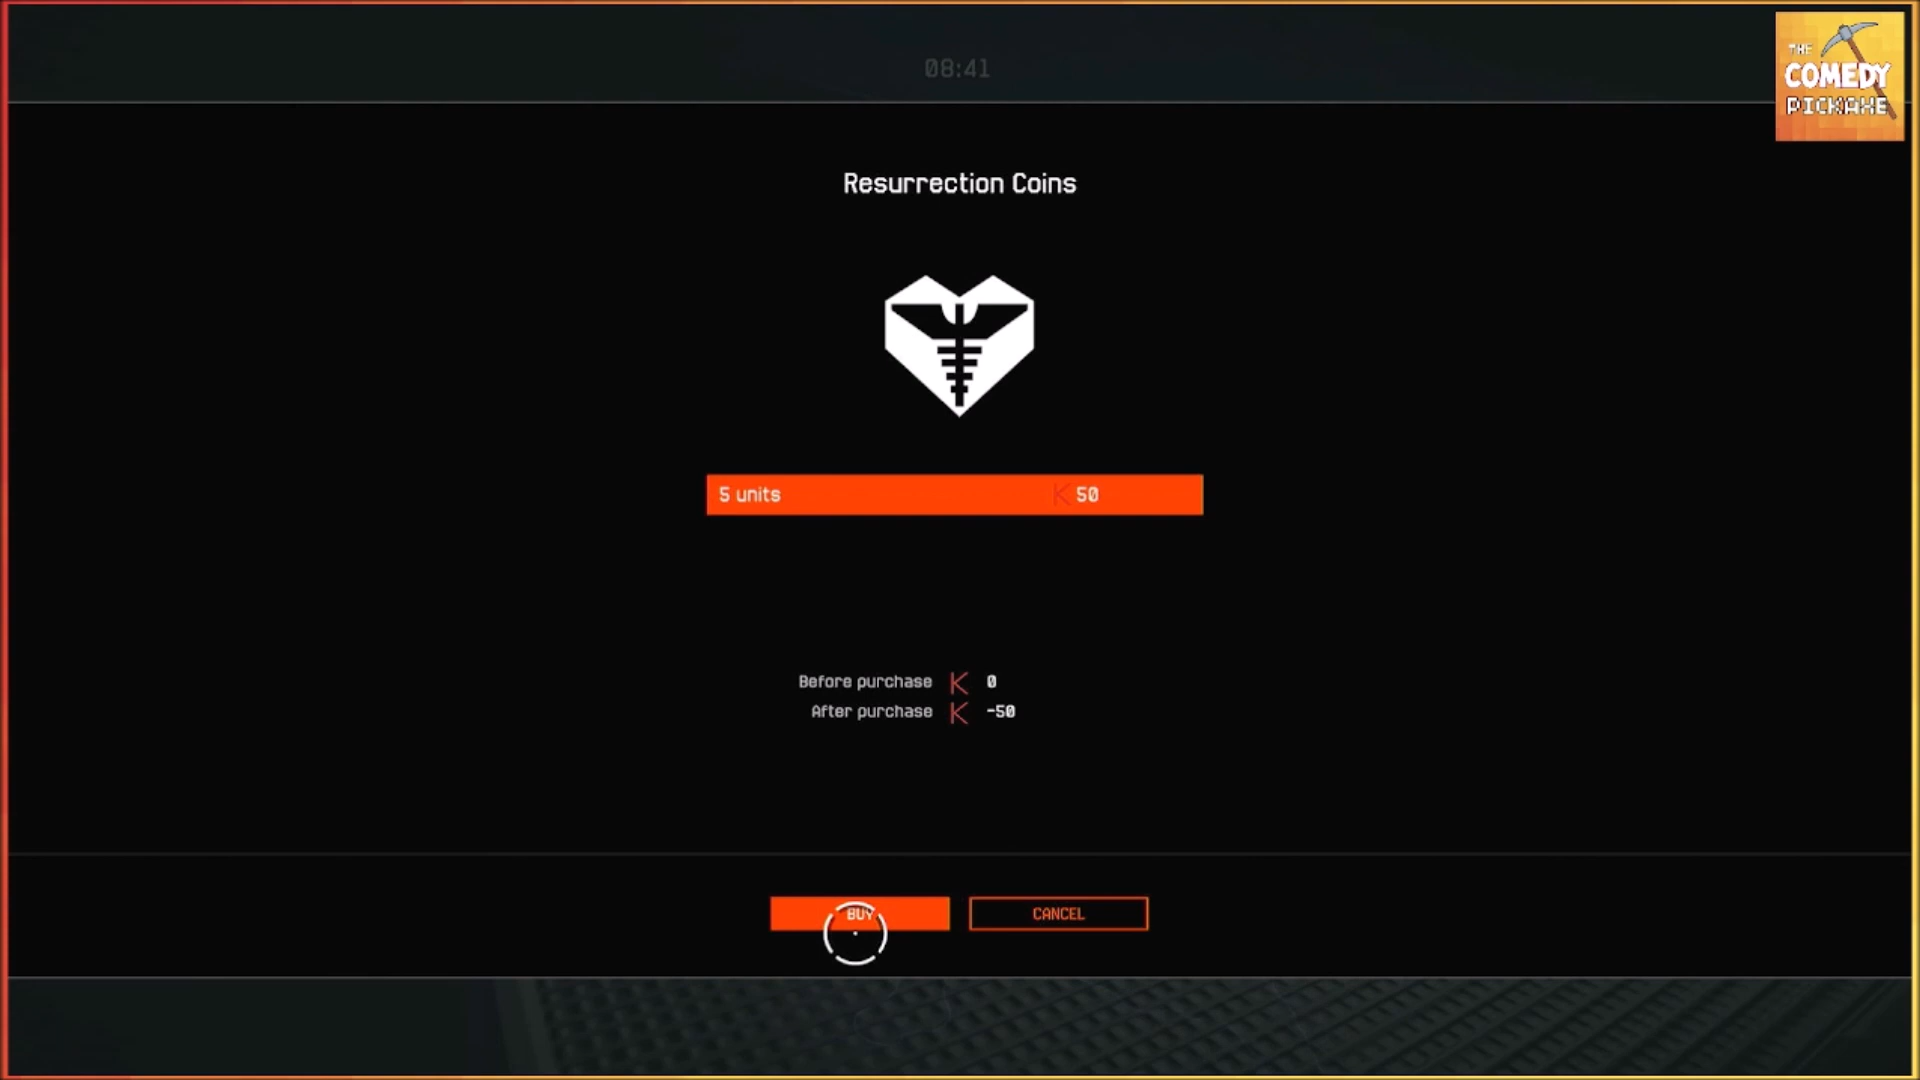 08:41
THE
COMEDY
PICKAXE
Resurrection Coins
5 units K 50
Before purchase K 0
After purchase K -50
BUY
CANCEL